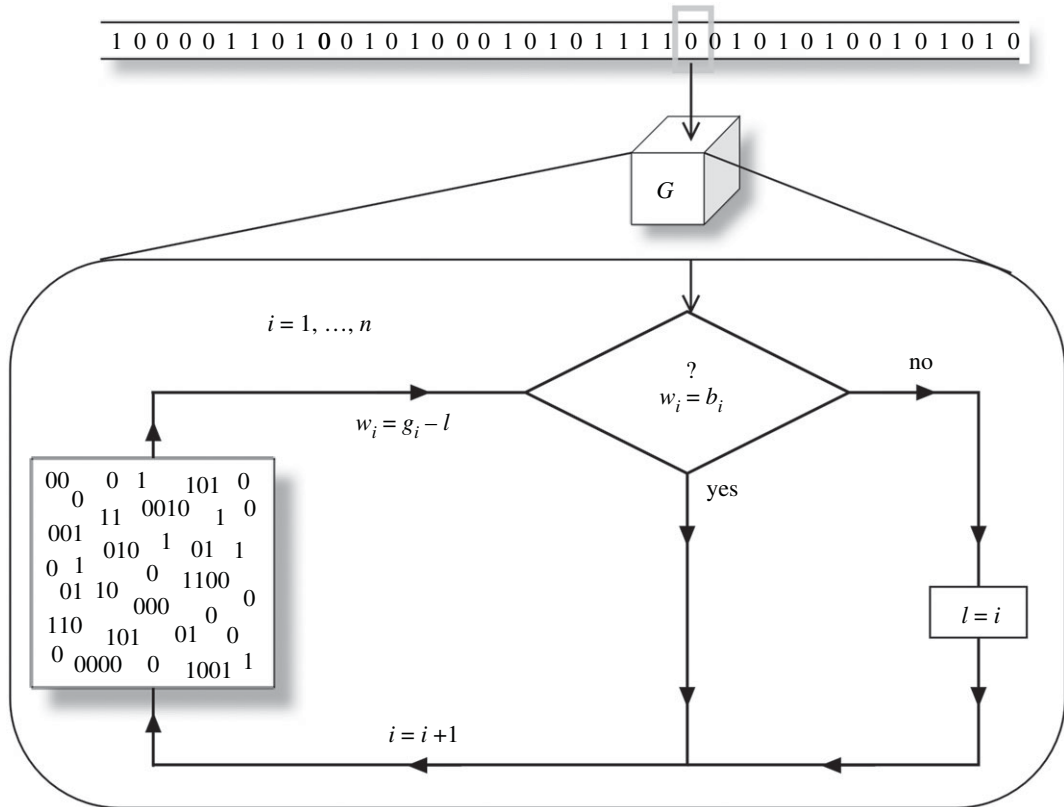 1 0 0 0 0 1 1 0 1 0 0 0 1 0 1 0 0 0 1 0 1 0 1 1 1 1 0 0 1 0 1 0 1 0 0 1 0 1 0 1 0
G
i = 1, …, n
?
no
w_i = b_i
w_i = g_i – l
yes
00 0 1 101 0
0 0010 0
11 1
001 010 1 01 1
0 1 0 1100
01 10 000 0
110 101 01 0 0
0 0000 0 1001 1
l = i
i = i +1